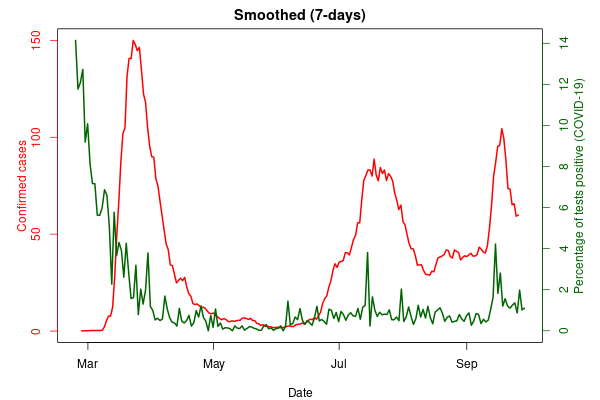 Smoothed (7-days)
Confirmed cases
150
100
50
0
14
12
10
8
6
4
2
0
Percentage of tests positive (COVID-19)
Mar
May
Jul
Sep
Date